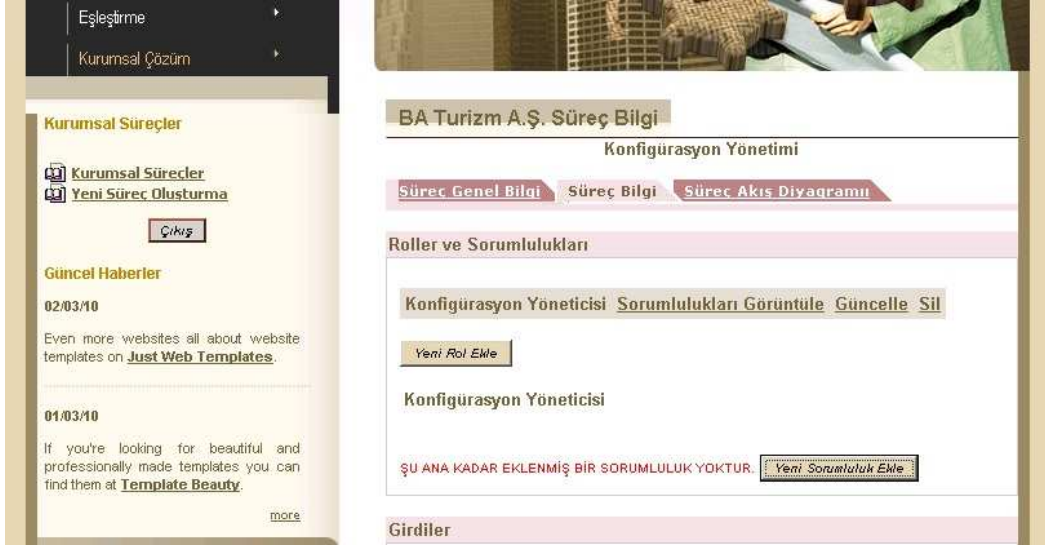 Eşleştirme
Kurumsal Çözüm
Kurumsal Süreçler
Kurumsal Süreçler
Yeni Süreç Oluşturma
Çıkış
Güncel Haberler
02/03/10
Even more websites all about website
templates on Just Web Templates.
01/03/10
If you're looking for beautiful and
professionally made templates you can
find them at Template Beauty.
more
BA Turizm A.Ş. Süreç Bilgi
Konfigürasyon Yönetimi
Süreç Genel Bilgi Süreç Bilgi Süreç Akış Diyagramıı
Roller ve Sorumlulukları
Konfigürasyon Yöneticisi Sorumlulukları Görüntüle Güncelle Sil
Yeni Rol Ekle
Konfigürasyon Yöneticisi
ŞU ANA KADAR EKLENMİŞ BİR SORUMLULUK YOKTUR. Yeni Sorumluluk Ekle
Girdiler